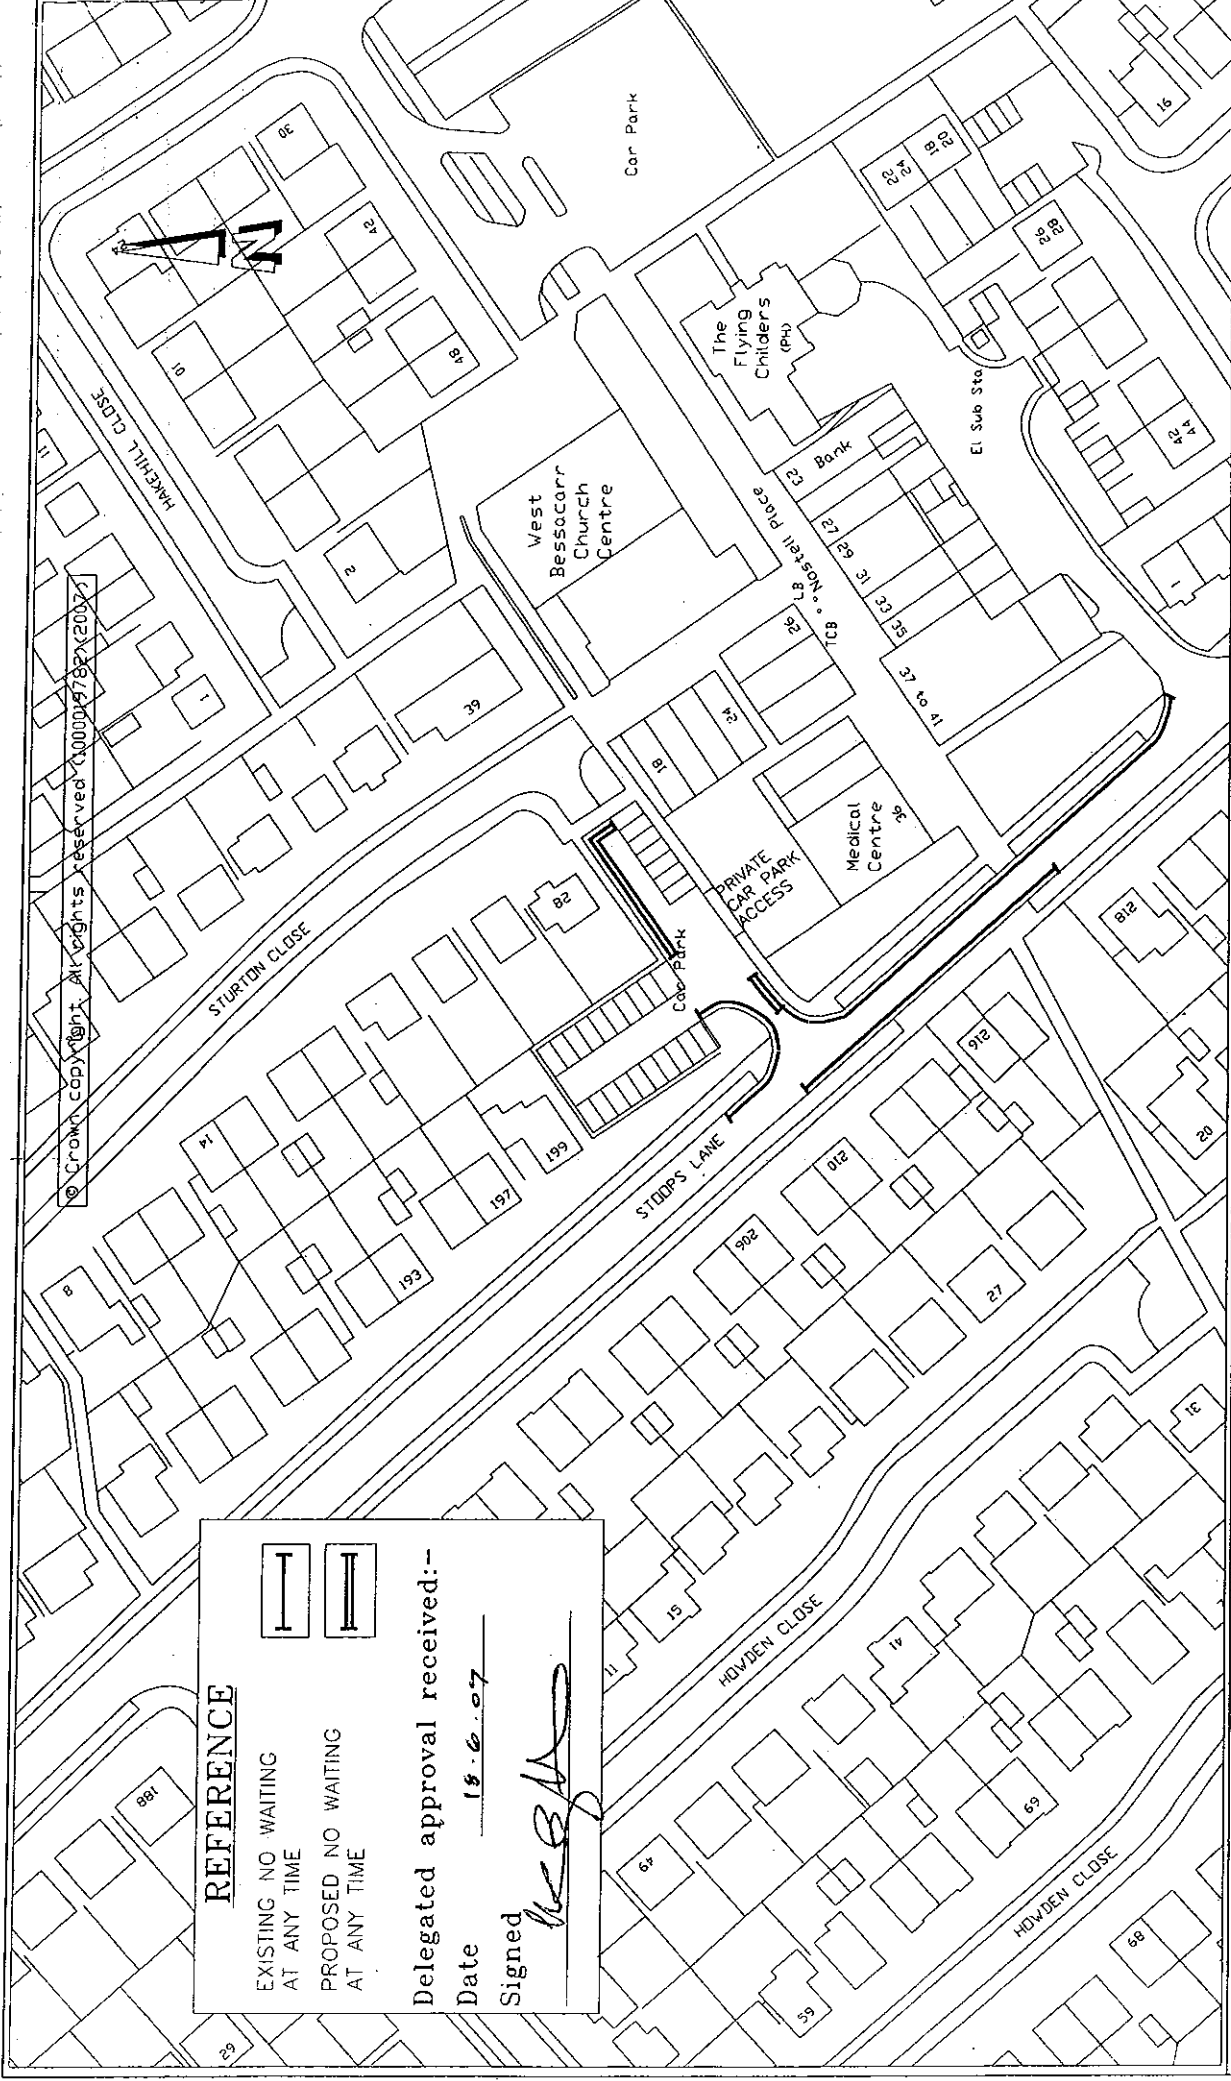 © Crown copyright. All rights reserved (100019782)(2007)
REFERENCE
EXISTING NO WAITING
AT ANY TIME
PROPOSED NO WAITING
AT ANY TIME
Delegated approval received:-
Date 18.6.07
Signed
HAKEHILL CLOSE
STURTON CLOSE
STOOPS LANE
HOWDEN CLOSE
HOWDEN CLOSE
Nostell Place
West
Bessacarr
Church
Centre
The
Flying
Childers
(PH)
Car Park
Car Park
PRIVATE
CAR PARK
ACCESS
Medical
Centre
36
Bank
23
27
29
31
33
35
37 to 41
LB
TCB
El Sub Sta
N
30
24
42
48
10
11
2
1
39
18
24
26
28
14
8
199
197
193
188
206
210
216
218
20
27
31
41
15
11
49
69
59
68
29
22
24
18
20
26
28
16
42
44
1